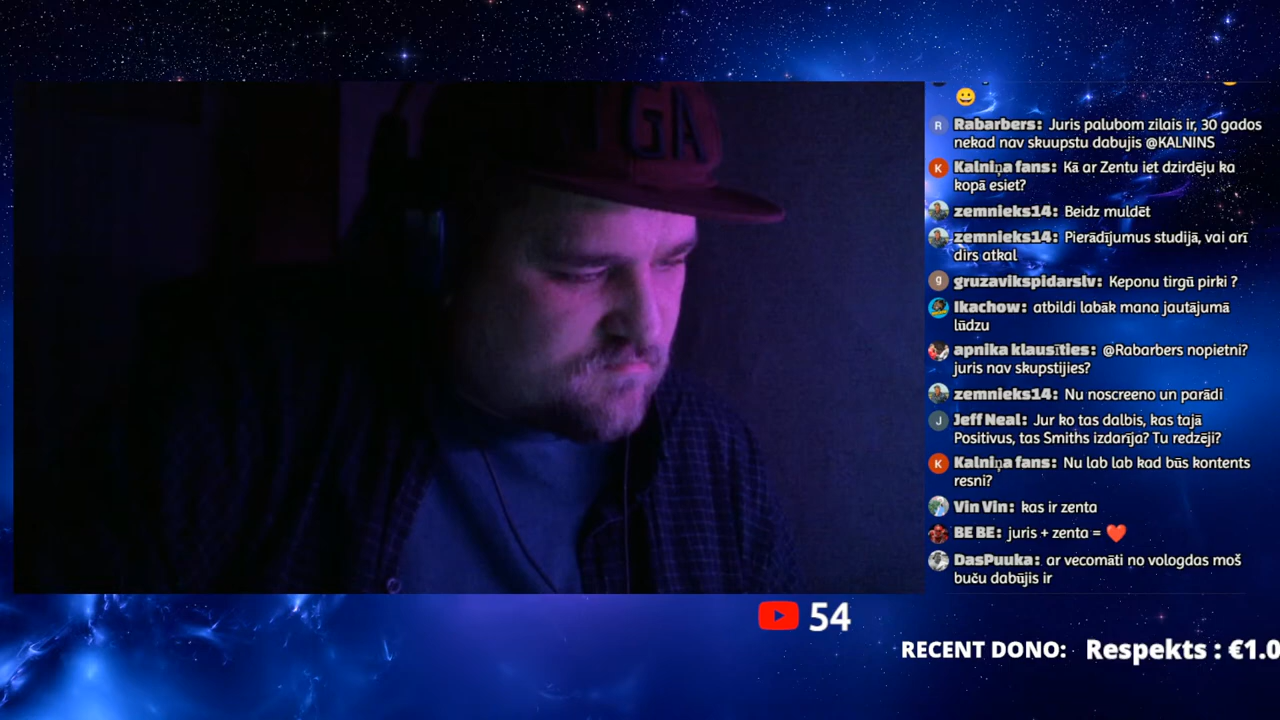 GA
Rabarbers: Juris palubom zilais ir, 30 gados
nekad nav skuupstu dabujis @KALNINS
Kalniņa fans: Kā ar Zentu iet dzirdēju ka
kopā esiet?
zemnieks14: Beidz muldēt
zemnieks14: Pierādījumus studijā, vai arī
dirs atkal
gruzavikspidarsiv: Keponu tirgū pirki ?
Ikachow: atbildi labāk mana jautājumā
lūdzu
apnika klausīties: @Rabarbers nopietni?
juris nav skupstijies?
zemnieks14: Nu noscreeno un parādi
Jeff Neal: Jur ko tas dalbis, kas tajā
Positivus, tas Smiths izdarīja? Tu redzēji?
Kalniņa fans: Nu lab lab kad būs kontents
resni?
Vin Vin: kas ir zenta
BE BE: juris + zenta = ❤️
DasPuuka: ar vecomāti no vologdas moš
buču dabūjis ir
54
RECENT DONO: Respekts : €1.0